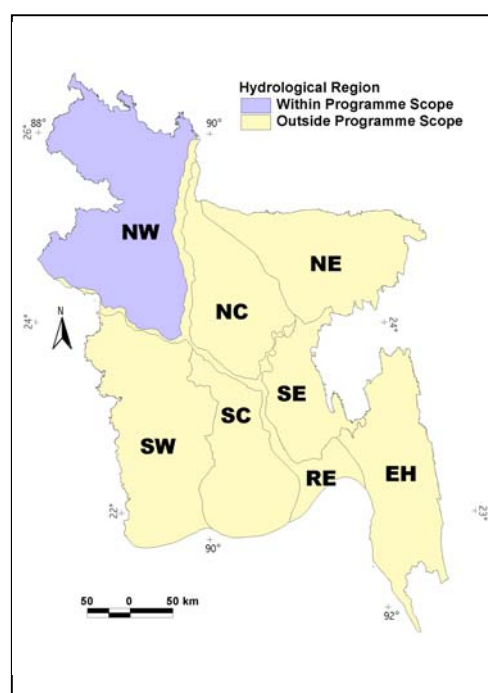 Hydrological Region
Within Programme Scope
Outside Programme Scope
26° 88° 90°
NW
NE
NC
N
24° 24°
SE
SC
SW
RE
EH
22° 23°
90°
50 0 50 km
92°